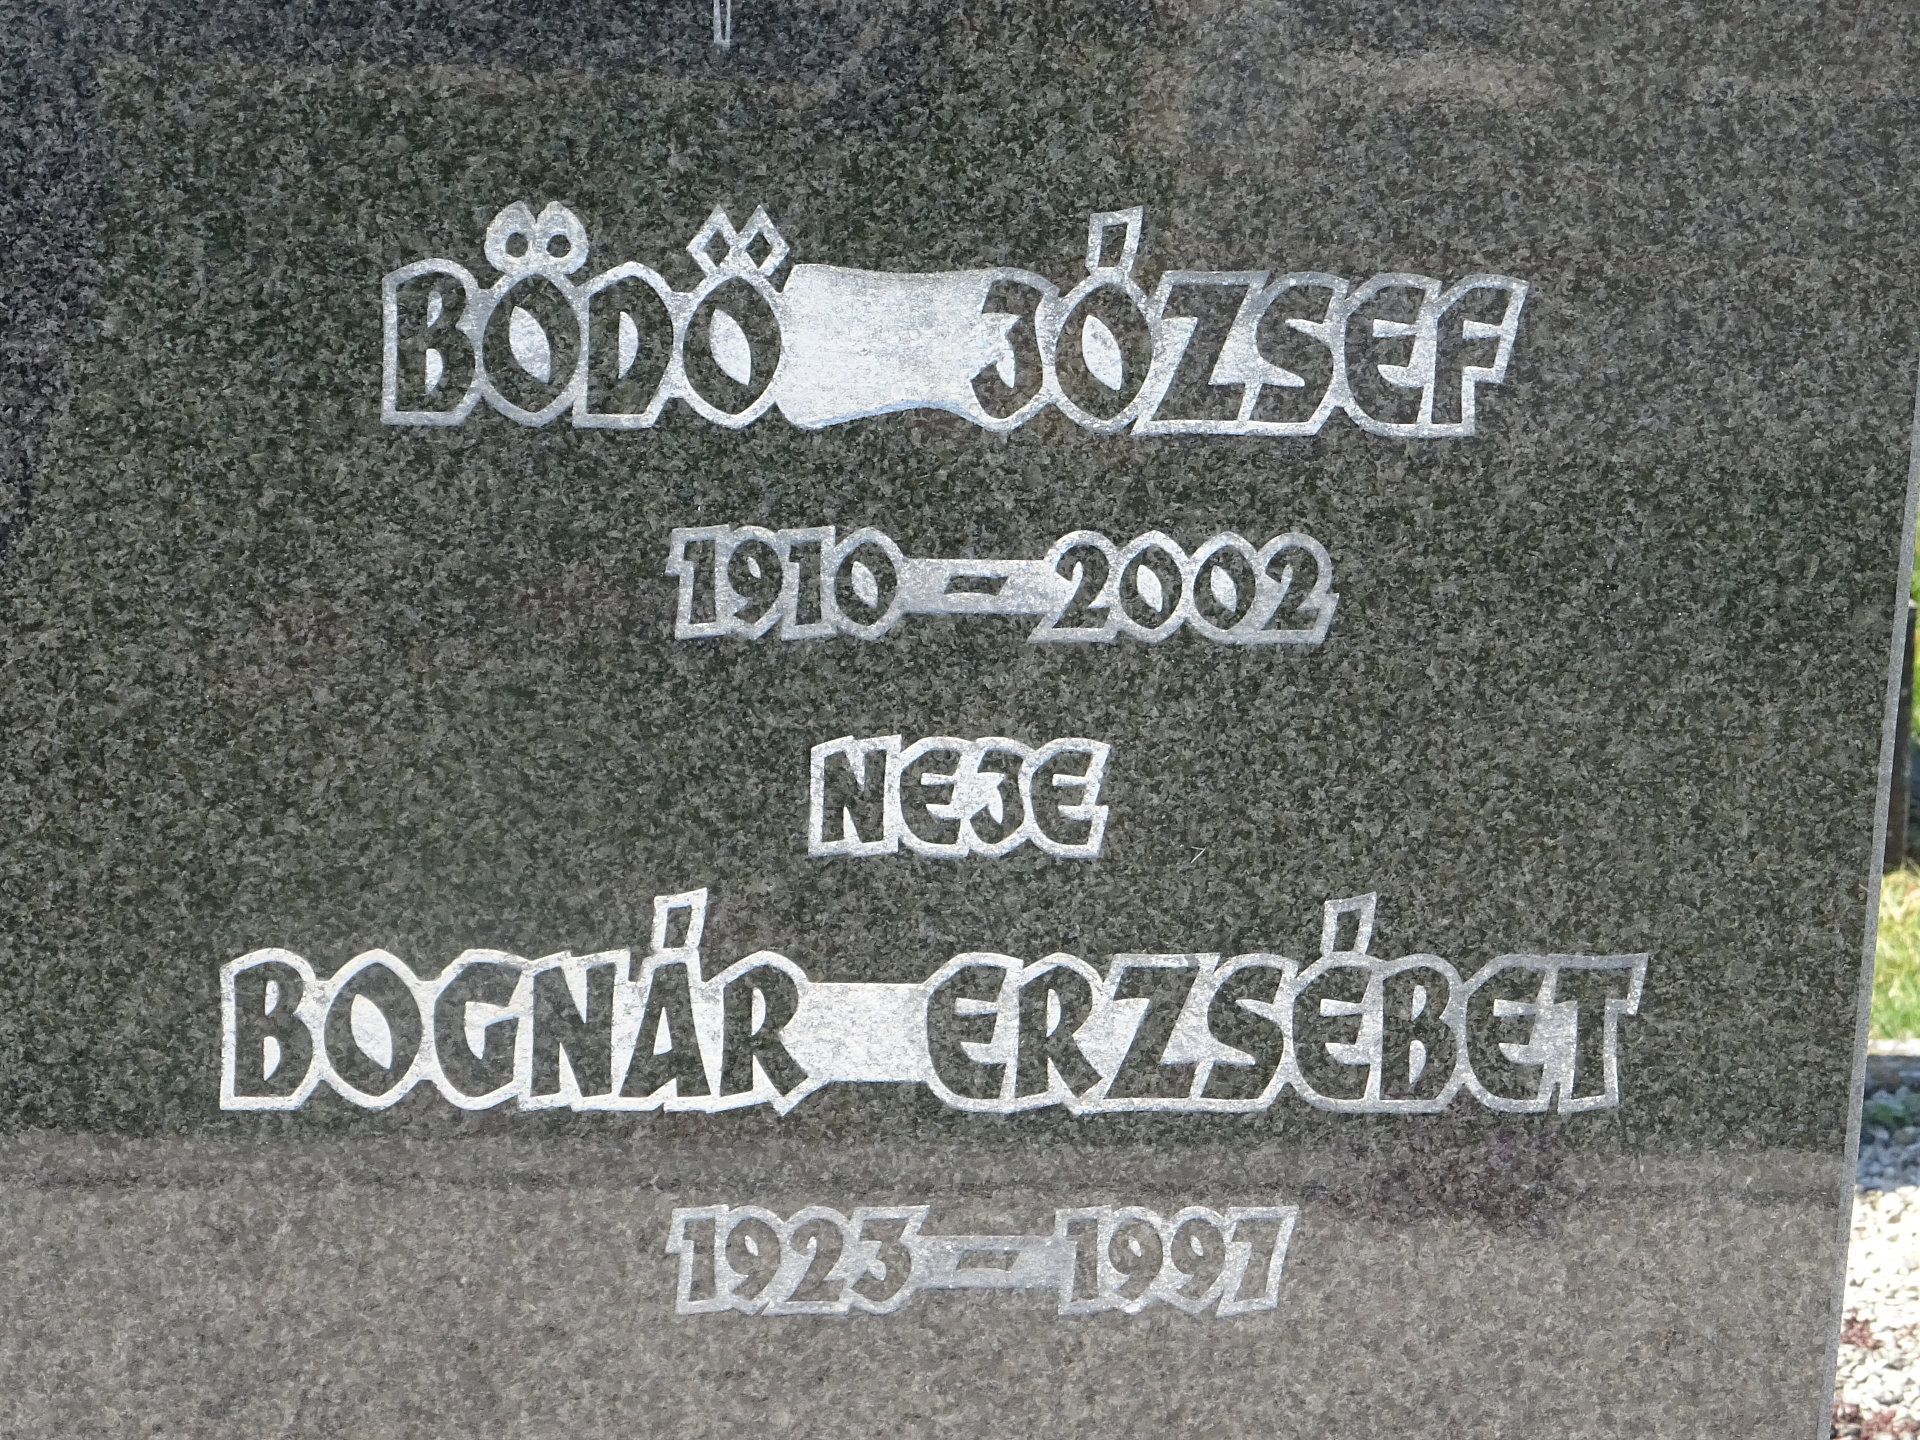 BÖDŐ JÓZSEF
1910 - 2002
NEJE
BOGNÁR ERZSÉBET
1923 - 1997